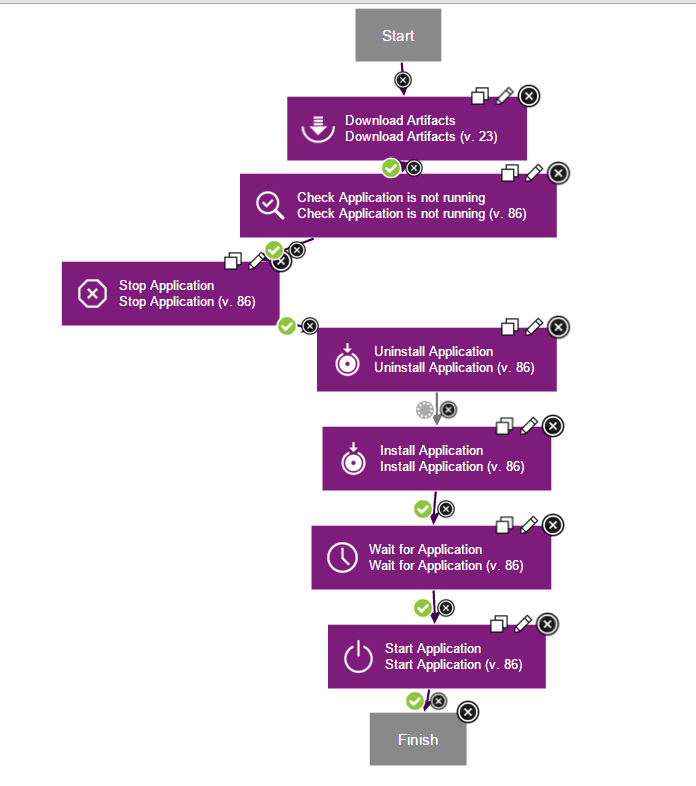 Start
Download Artifacts
Download Artifacts (v. 23)
Check Application is not running
Check Application is not running (v. 86)
Stop Application
Stop Application (v. 86)
Uninstall Application
Uninstall Application (v. 86)
Install Application
Install Application (v. 86)
Wait for Application
Wait for Application (v. 86)
Start Application
Start Application (v. 86)
Finish